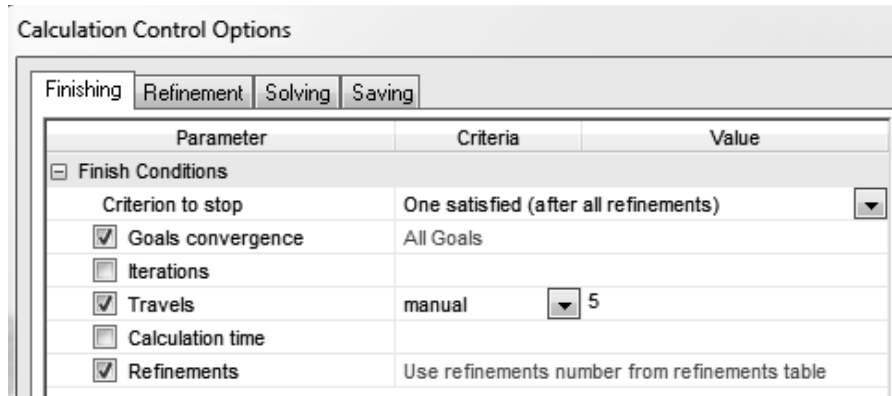 Calculation Control Options
Finishing Refinement Solving Saving
Parameter Criteria Value
Finish Conditions
Criterion to stop One satisfied (after all refinements)
Goals convergence All Goals
Iterations
Travels manual 5
Calculation time
Refinements Use refinements number from refinements table